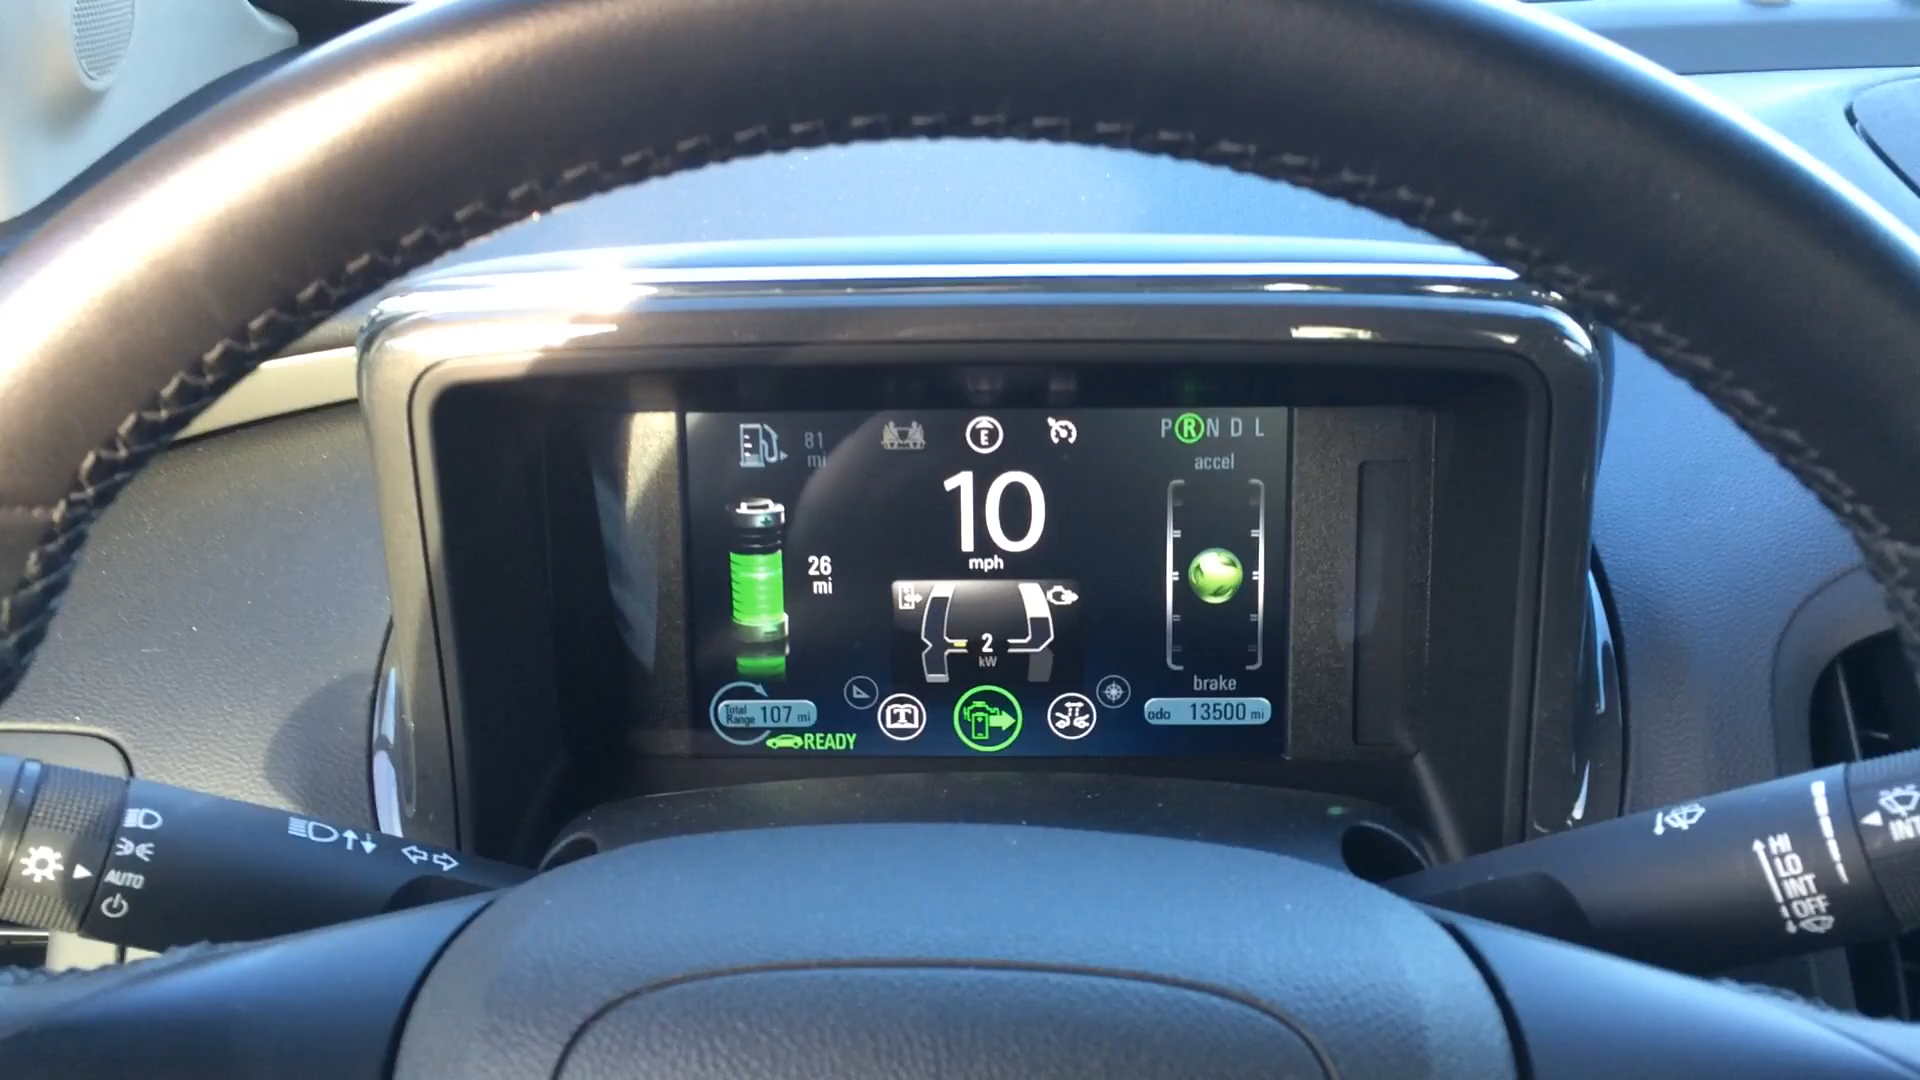 81
mi
E
P R N D L
accel
10
mph
26
mi
2
kW
brake
Total
Range 107 mi
odo 13500 mi
READY
AUTO
HI
LO
INT
OFF
INT